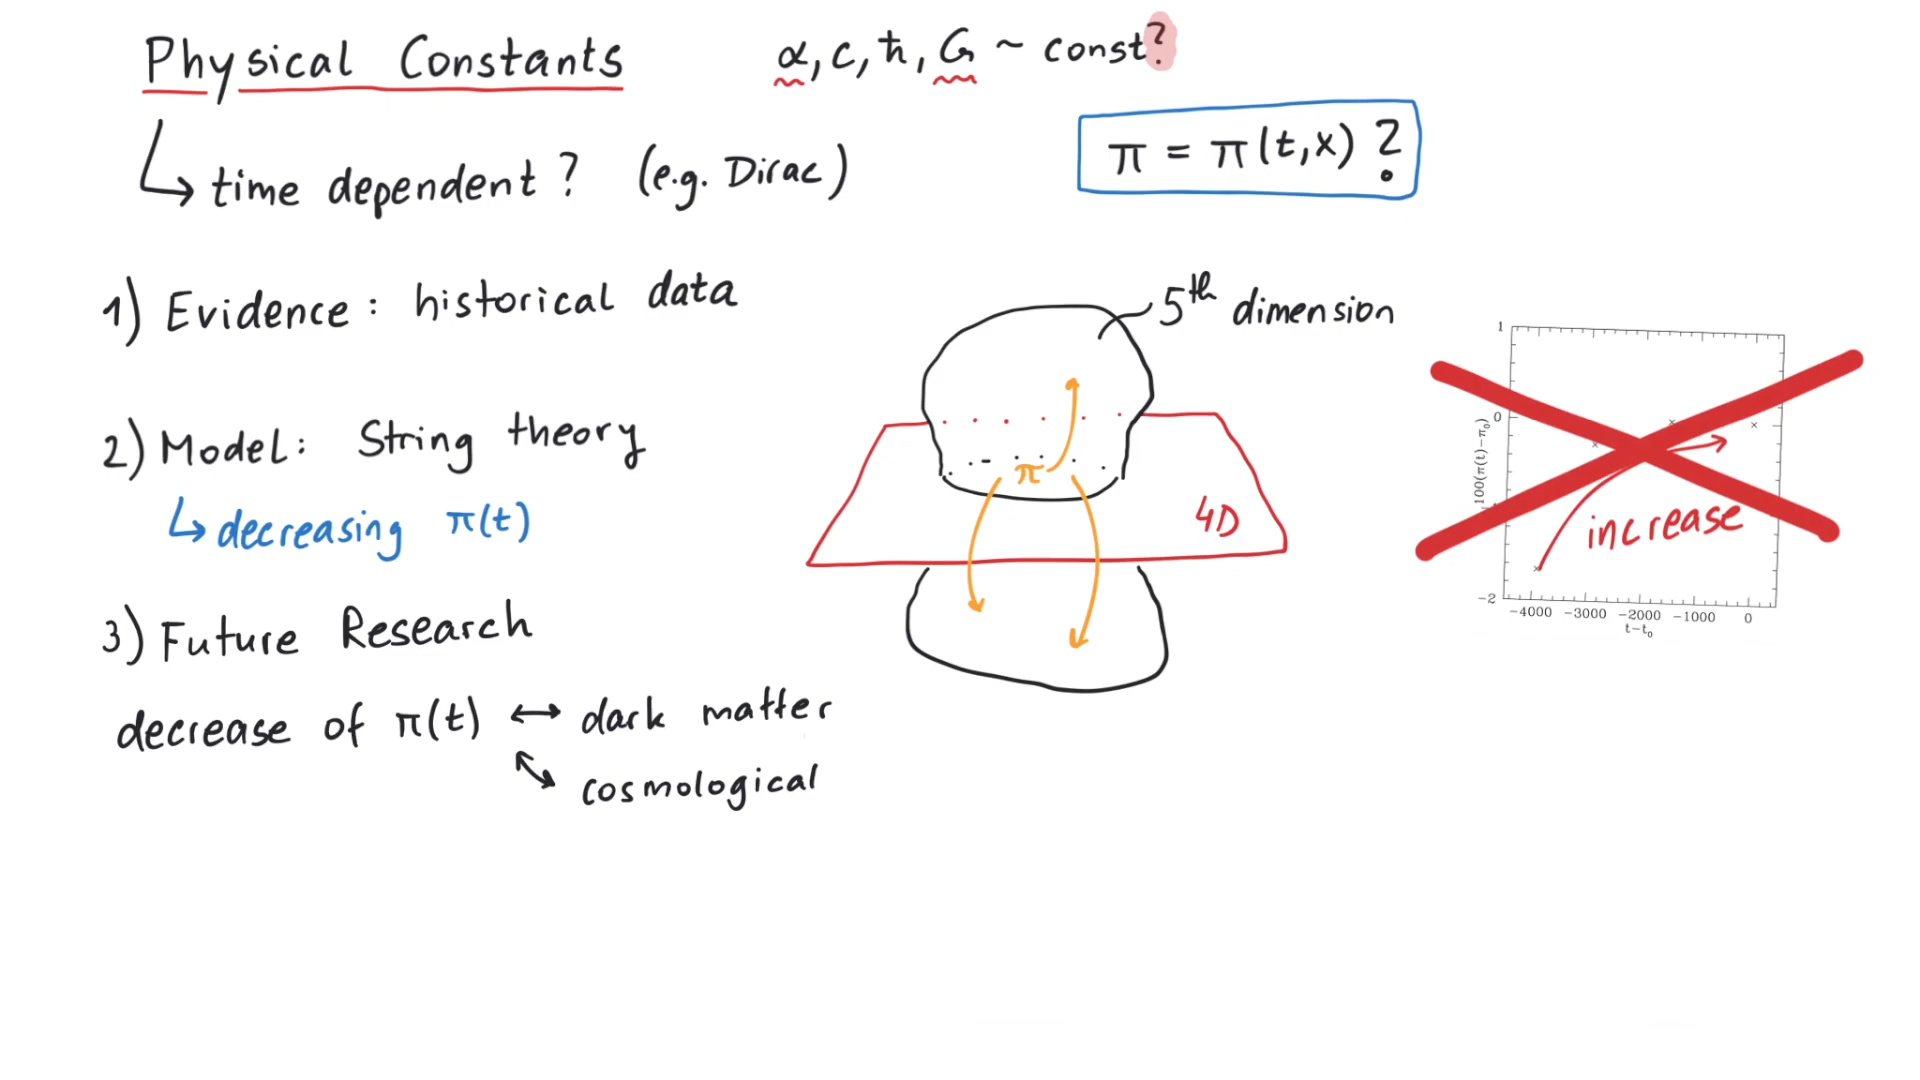 Physical Constants
α, c, ħ, G ~ const?
↳ time dependent? (e.g. Dirac)
π = π(t,x) ?
1) Evidence: historical data
2) Model: String theory
↳ decreasing π(t)
3) Future Research
decrease of π(t) ↔ dark matter
↔ cosmological
5th dimension
π
4D
1
0
-2
100(π(t)-π₀)
increase
-4000 -3000 -2000 -1000 0
t-t₀